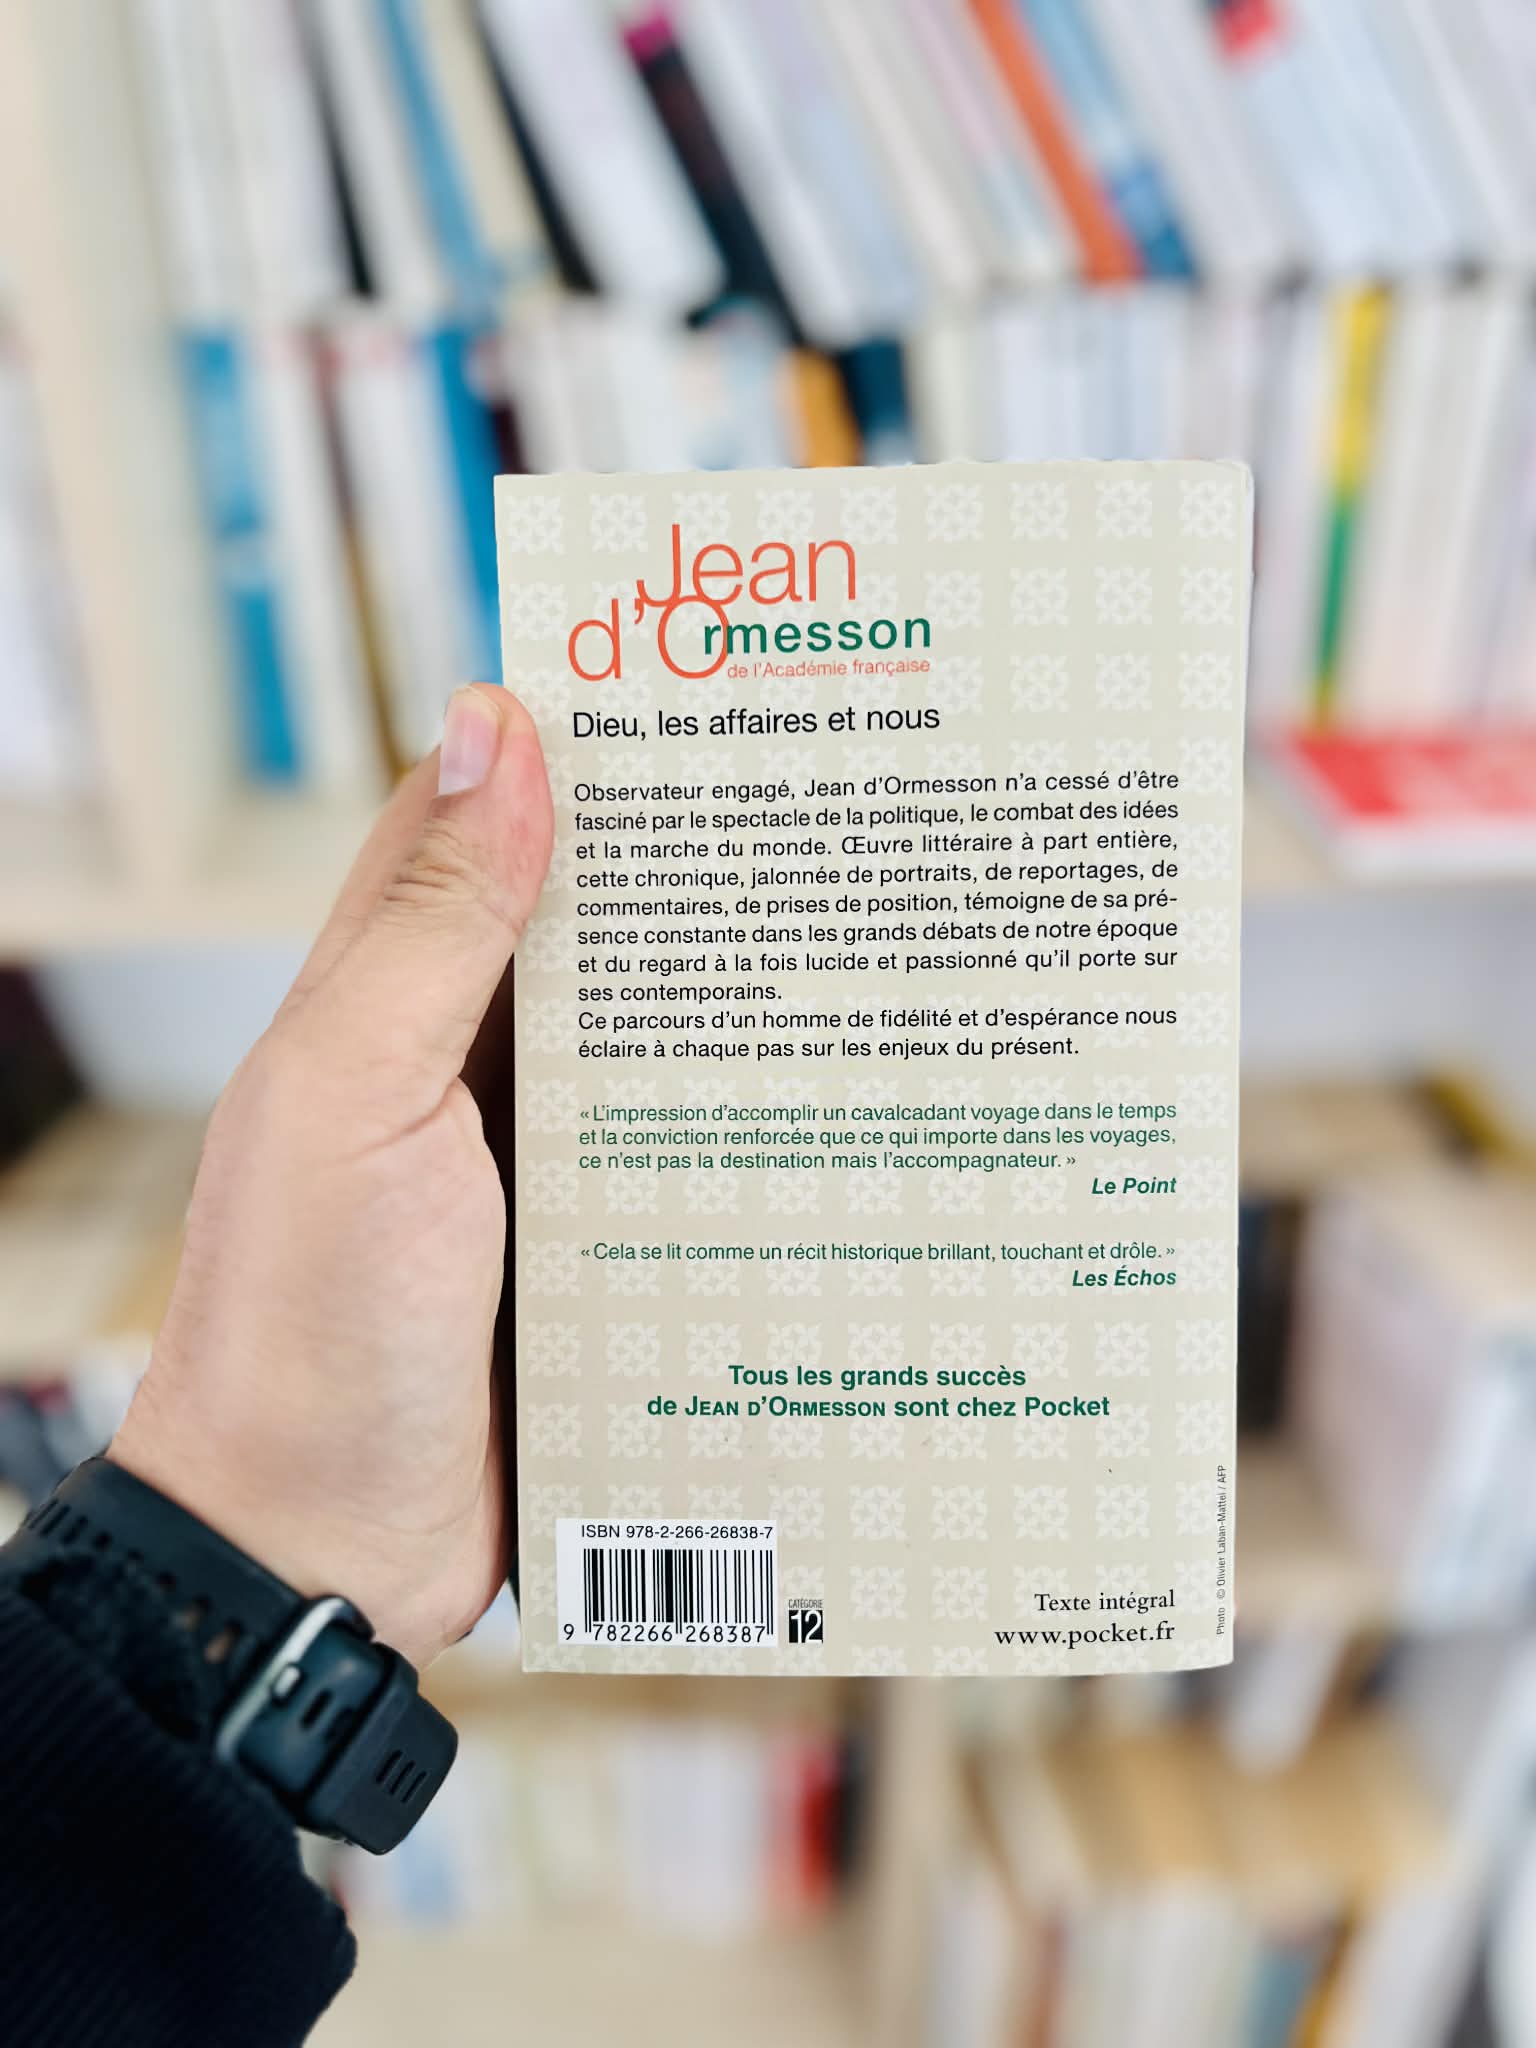 Jean
d'Ormesson
de l'Académie française
Dieu, les affaires et nous
Observateur engagé, Jean d'Ormesson n'a cessé d'être
fasciné par le spectacle de la politique, le combat des idées
et la marche du monde. Œuvre littéraire à part entière,
cette chronique, jalonnée de portraits, de reportages, de
commentaires, de prises de position, témoigne de sa pré-
sence constante dans les grands débats de notre époque
et du regard à la fois lucide et passionné qu'il porte sur
ses contemporains.
Ce parcours d'un homme de fidélité et d'espérance nous
éclaire à chaque pas sur les enjeux du présent.
« L'impression d'accomplir un cavalcadant voyage dans le temps
et la conviction renforcée que ce qui importe dans les voyages,
ce n'est pas la destination mais l'accompagnateur. »
Le Point
« Cela se lit comme un récit historique brillant, touchant et drôle. »
Les Échos
Tous les grands succès
de JEAN D'ORMESSON sont chez Pocket
ISBN 978-2-266-26838-7
9 782266 268387
CATÉGORIE
12
Texte intégral
www.pocket.fr
Photo : © Olivier Laban-Mattei / AFP